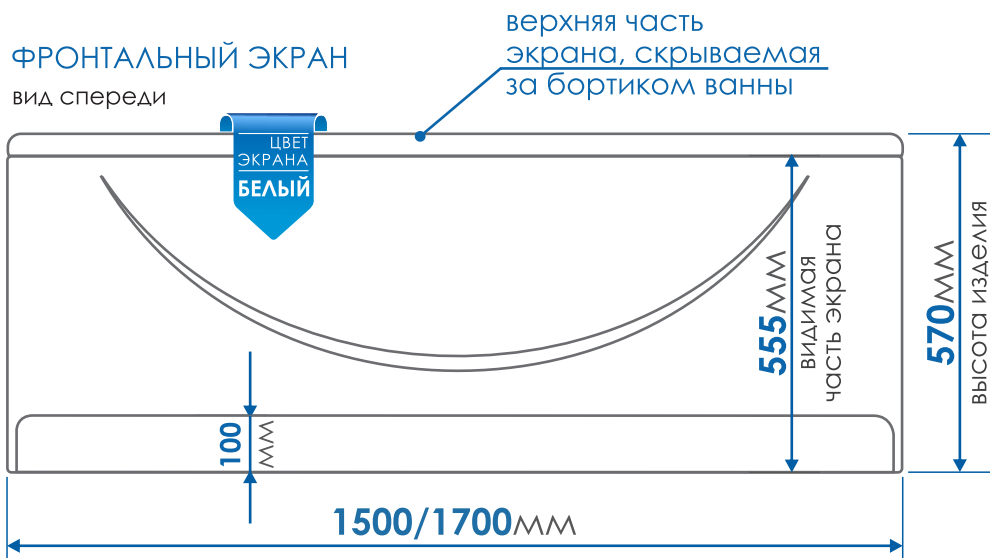 ФРОНТАЛЬНЫЙ ЭКРАН
вид спереди
верхняя часть
экрана, скрываемая
за бортиком ванны
ЦВЕТ
ЭКРАНА
БЕЛЫЙ
555мм
видимая
часть экрана
570мм
высота изделия
100
мм
1500/1700мм